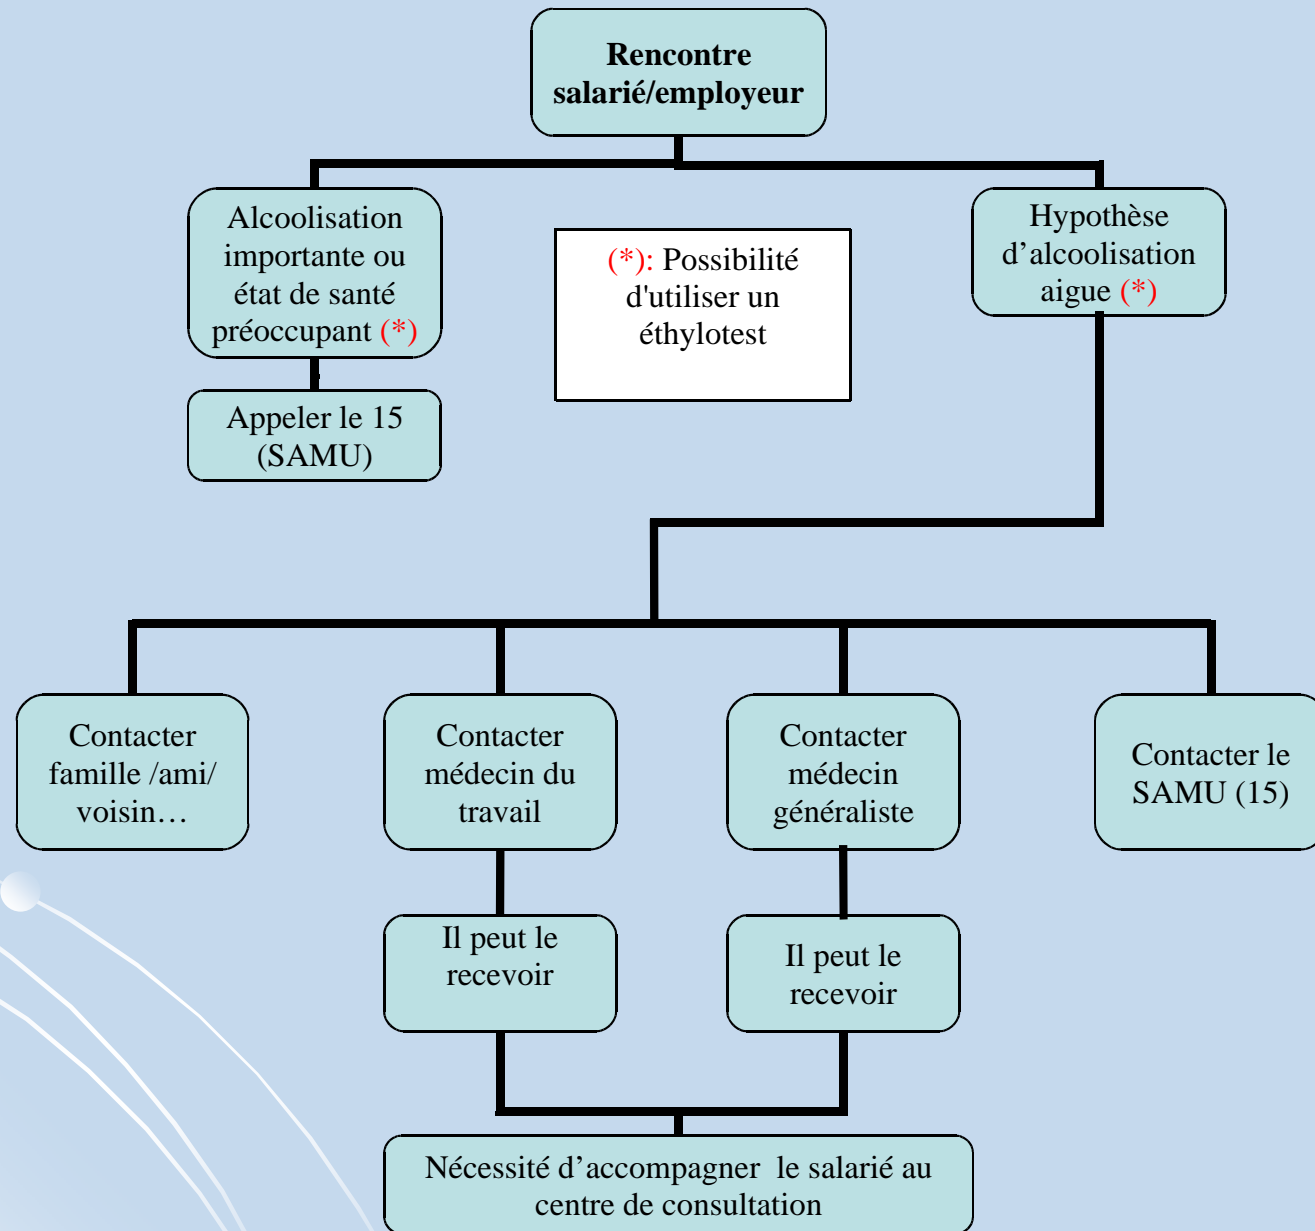 Rencontre
salarié/employeur
Alcoolisation
importante ou
état de santé
préoccupant (*)
(*): Possibilité
d'utiliser un
éthylotest
Hypothèse
d’alcoolisation
aigue (*)
Appeler le 15
(SAMU)
Contacter
famille /ami/
voisin…
Contacter
médecin du
travail
Contacter
médecin
généraliste
Contacter le
SAMU (15)
Il peut le
recevoir
Il peut le
recevoir
Nécessité d’accompagner le salarié au
centre de consultation